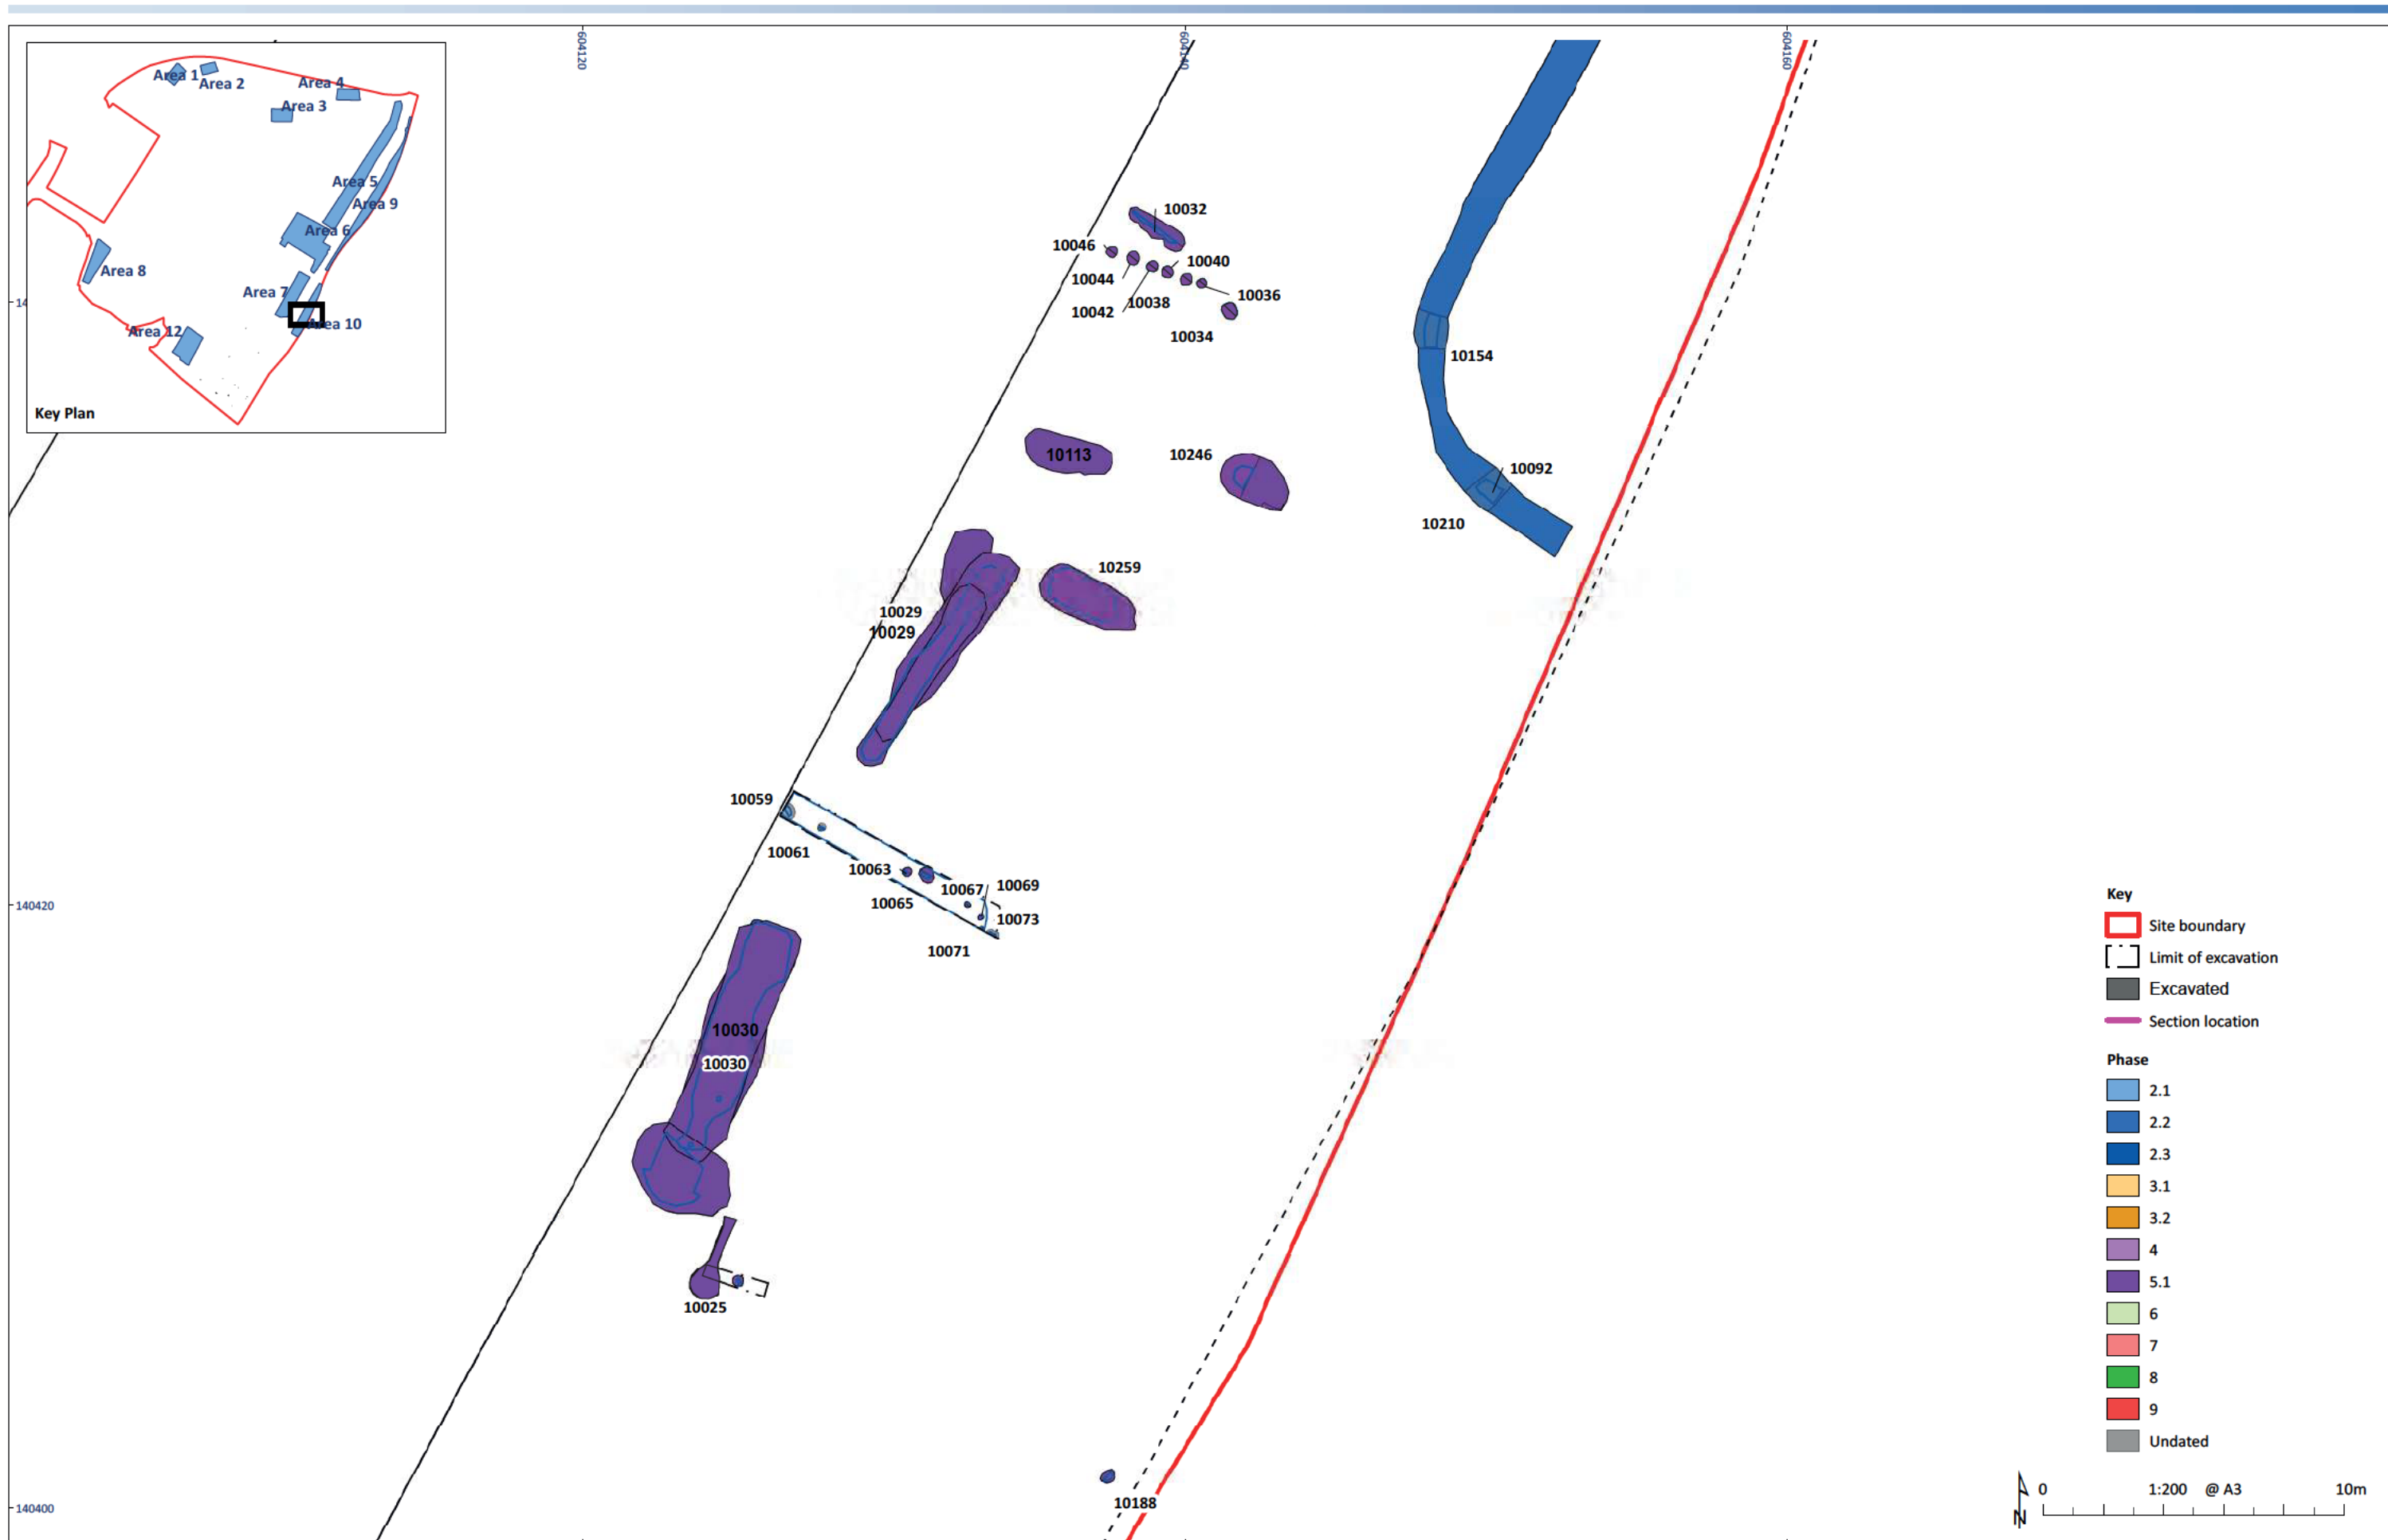 604120
604140
604160
Area 1
Area 2
Area 4
Area 3
Area 5
Area 9
Area 6
Area 8
Area 7
Area 10
Area 12
Key Plan
14
10032
10046
10040
10044
10036
10038
10042
10034
10154
10113
10246
10092
10210
10259
10029
10029
10059
10061
10063
10067
10069
10065
10073
10071
140420
10030
10030
10025
10188
140400
Key
Site boundary
Limit of excavation
Excavated
Section location
Phase
2.1
2.2
2.3
3.1
3.2
4
5.1
6
7
8
9
Undated
N
0 1:200 @ A3 10m